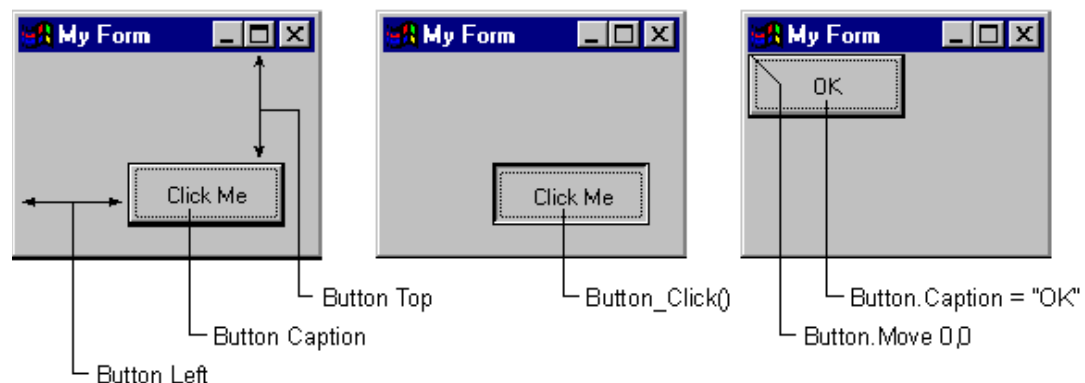 My Form
My Form
My Form
OK
Click Me
Click Me
Button Top
Button_Click()
Button.Caption = "OK"
Button Caption
Button.Move 0,0
Button Left